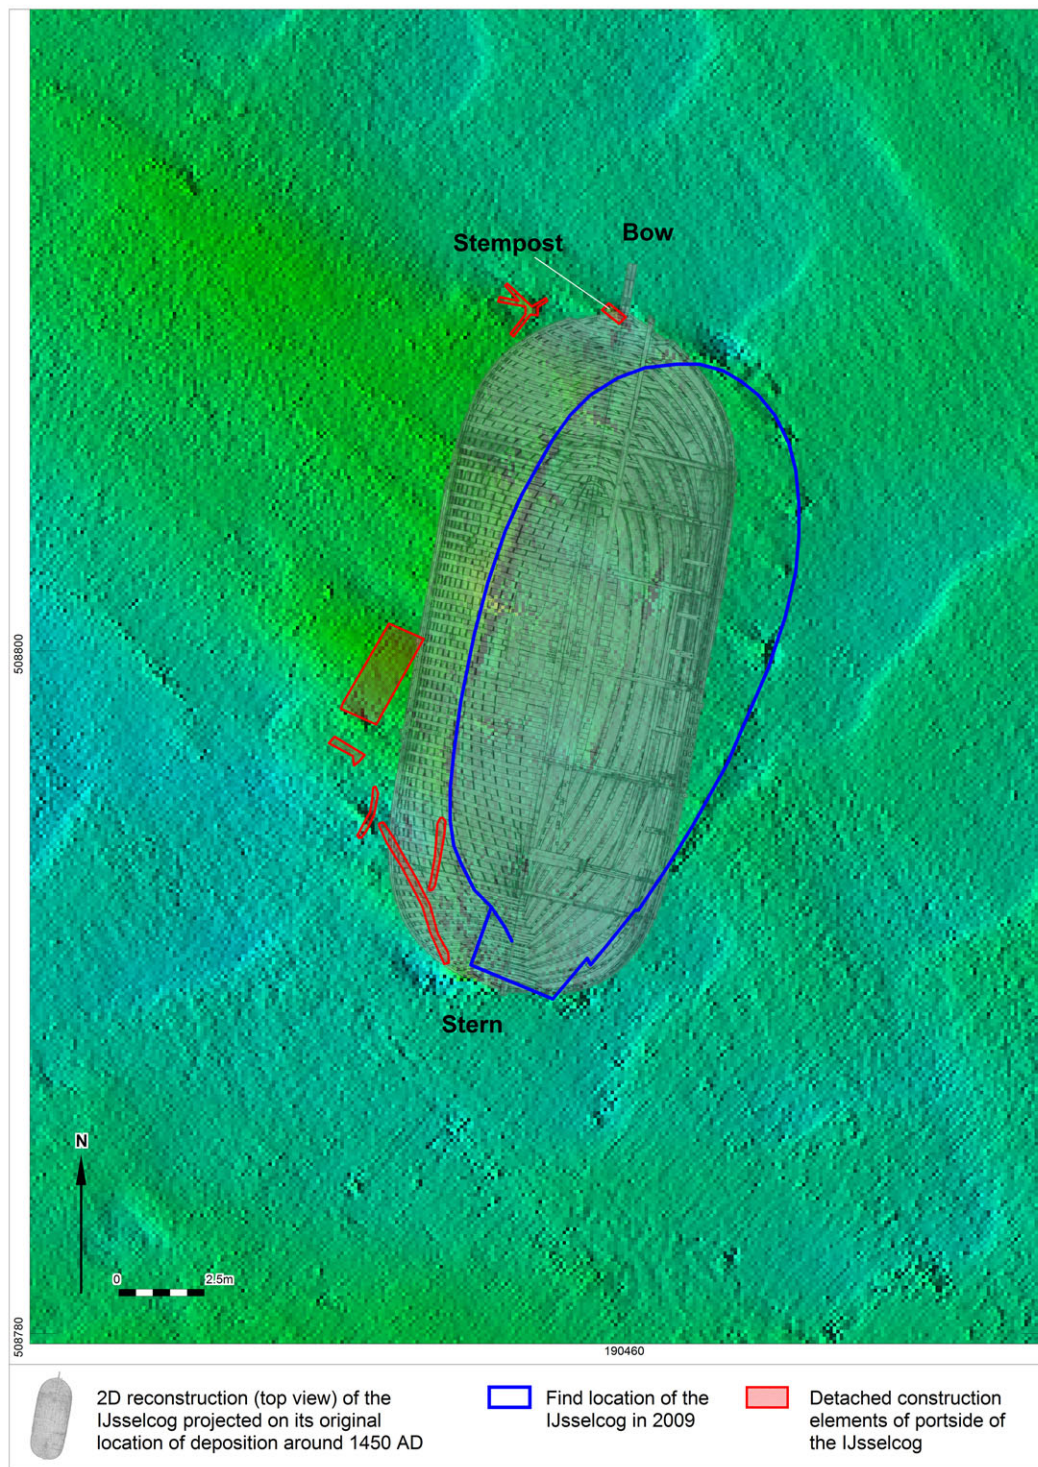 Bow
Stempost
508800
Stern
N
0 2.5m
508780
190460
2D reconstruction (top view) of the
IJsselcog projected on its original
location of deposition around 1450 AD
Find location of the
IJsselcog in 2009
Detached construction
elements of portside of
the IJsselcog